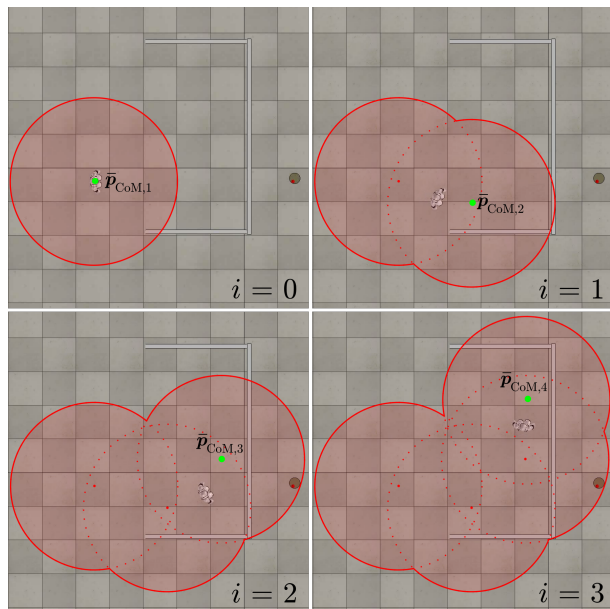 p̄CoM,1
i = 0
p̄CoM,2
i = 1
p̄CoM,3
i = 2
p̄CoM,4
i = 3